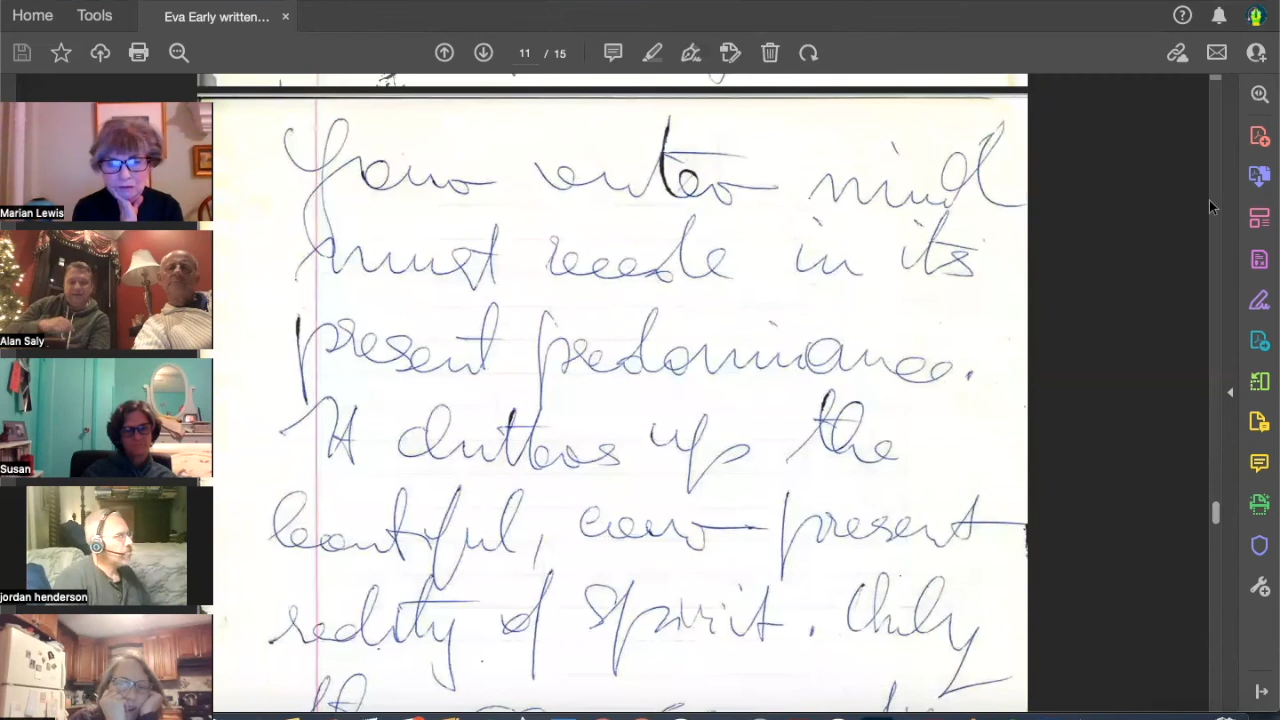 Home
Tools
Eva Early written...
×
11 / 15
Marian Lewis
Alan Saly
Susan
jordan henderson
Your outer mind
must recede in its
present predominance.
It clutters up the
beautiful, ever-present
reality of spirit. Only